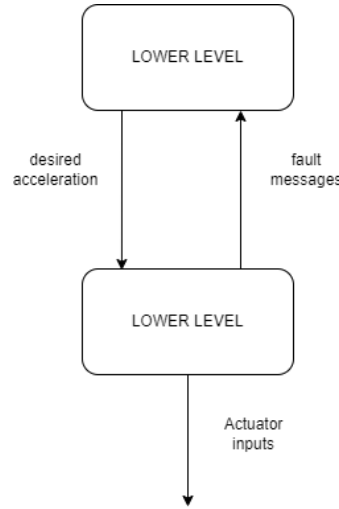 LOWER LEVEL
desired
acceleration
fault
messages
LOWER LEVEL
Actuator
inputs